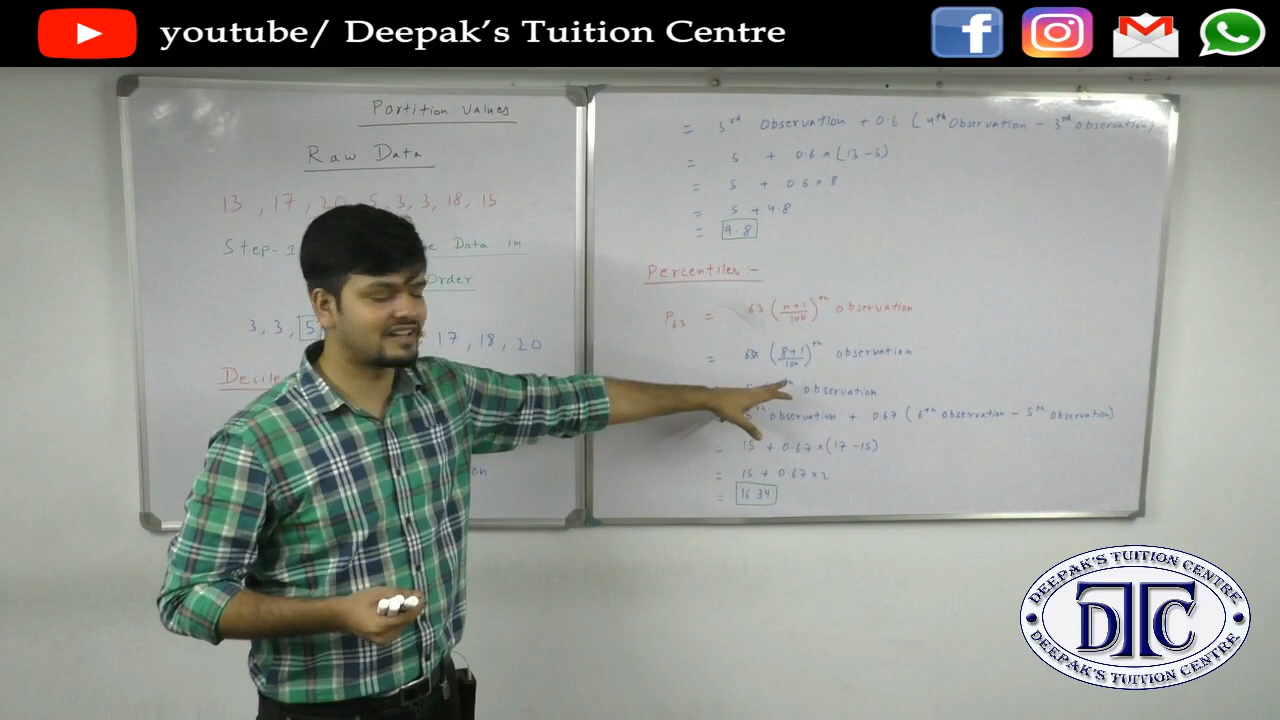 youtube/ Deepak's Tuition Centre
Partition Values
Raw Data
13, 17, 20, 5, 3, 3, 18, 15
Step-1 Data in
Order
3, 3, 5 17, 18, 20
Decile
= 3rd Observation + 0.6 (4th Observation - 3rd Observation)
= 5 + 0.6 × (13 - 5)
= 5 + 0.6 × 8
= 5 + 4.8
= 9.8
Percentiles :-
P63 = 63 (n+1/100)th observation
= 63 (8+1/100)th observation
observation
5th observation + 0.67 (6th observation - 5th observation)
= 15 + 0.67 × (17 - 15)
= 15 + 0.67 × 2
= 16.34
DEEPAK'S TUITION CENTRE
DTC
DEEPAK'S TUITION CENTRE